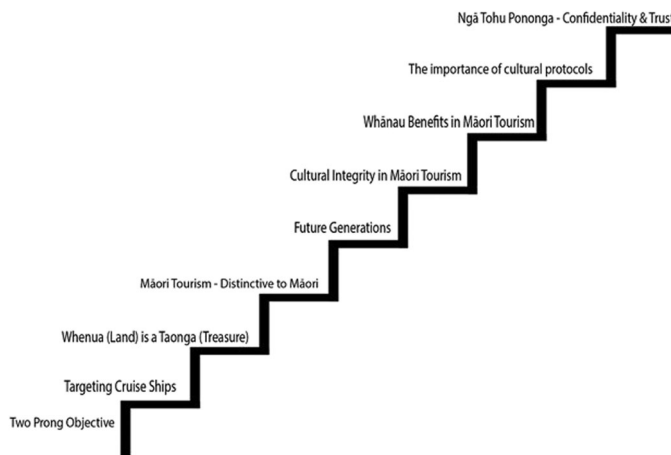 Ngā Tohu Pononga - Confidentiality & Trust
The importance of cultural protocols
Whānau Benefits in Māori Tourism
Cultural Integrity in Māori Tourism
Future Generations
Māori Tourism - Distinctive to Māori
Whenua (Land) is a Taonga (Treasure)
Targeting Cruise Ships
Two Prong Objective